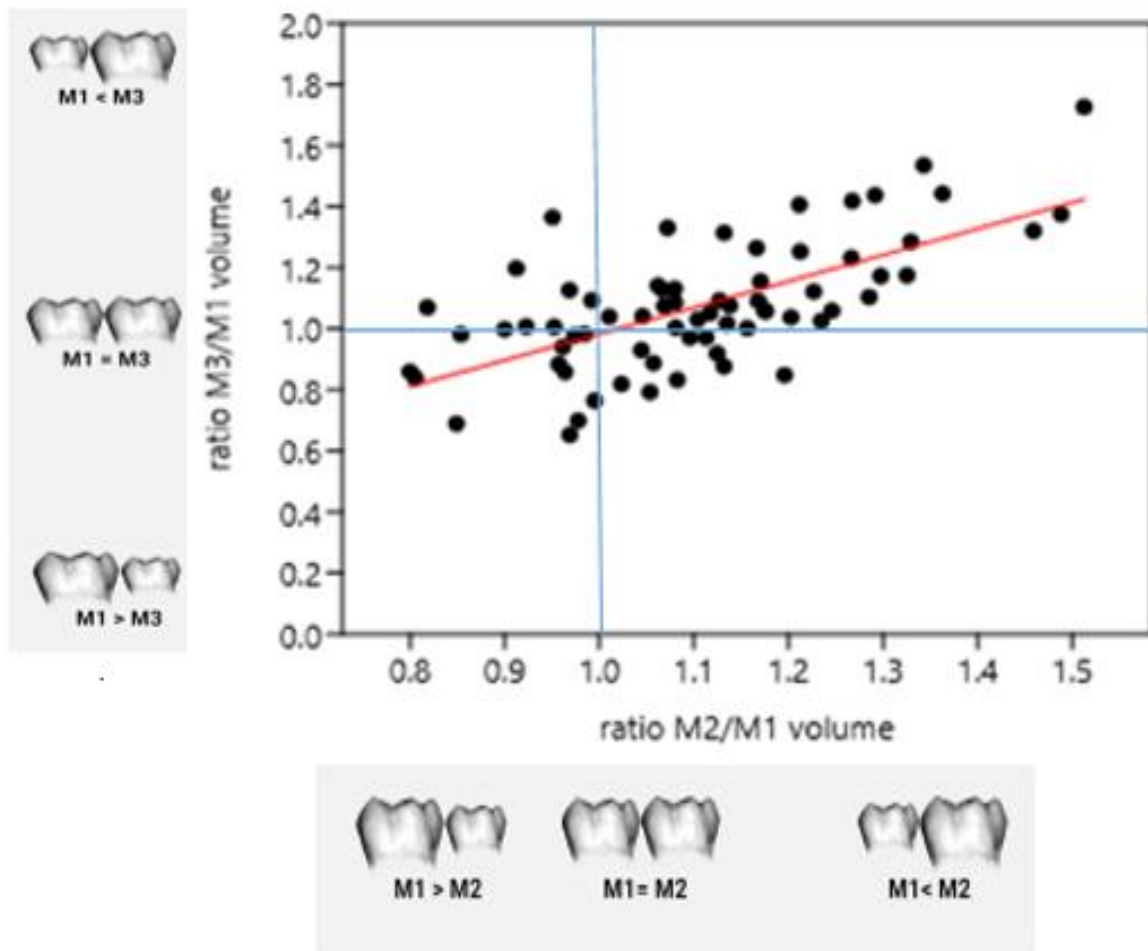 M1 < M3
M1 = M3
M1 > M3
ratio M3/M1 volume
2.0
1.8
1.6
1.4
1.2
1.0
0.8
0.6
0.4
0.2
0.0
0.8 0.9 1.0 1.1 1.2 1.3 1.4 1.5
ratio M2/M1 volume
M1 > M2 M1= M2 M1< M2